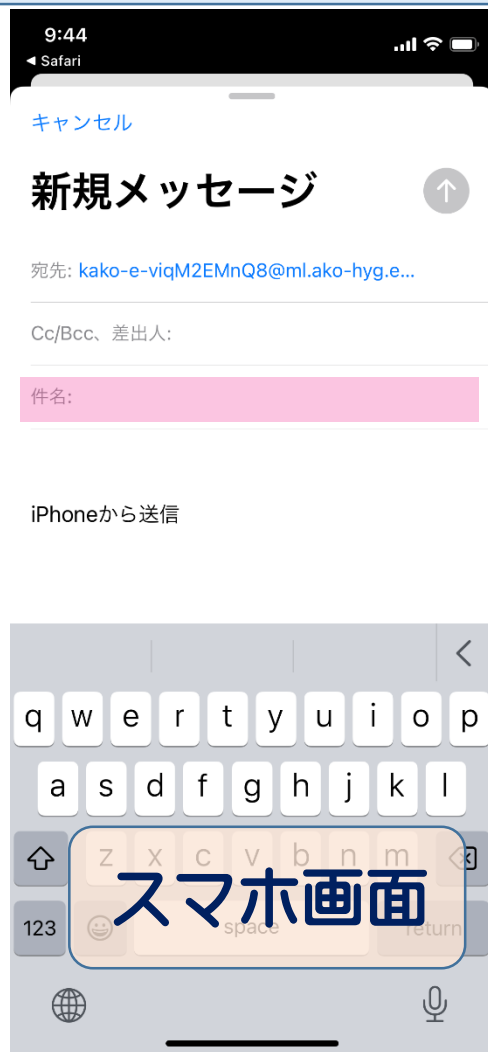 9:44
◀ Safari
キャンセル
新規メッセージ
宛先: kako-e-viqM2EMnQ8@ml.ako-hyg.e...
Cc/Bcc、差出人:
件名:
iPhoneから送信
q w e r t y u i o p
a s d f g h j k l
z x c v b n m
スマホ画面
123 space return